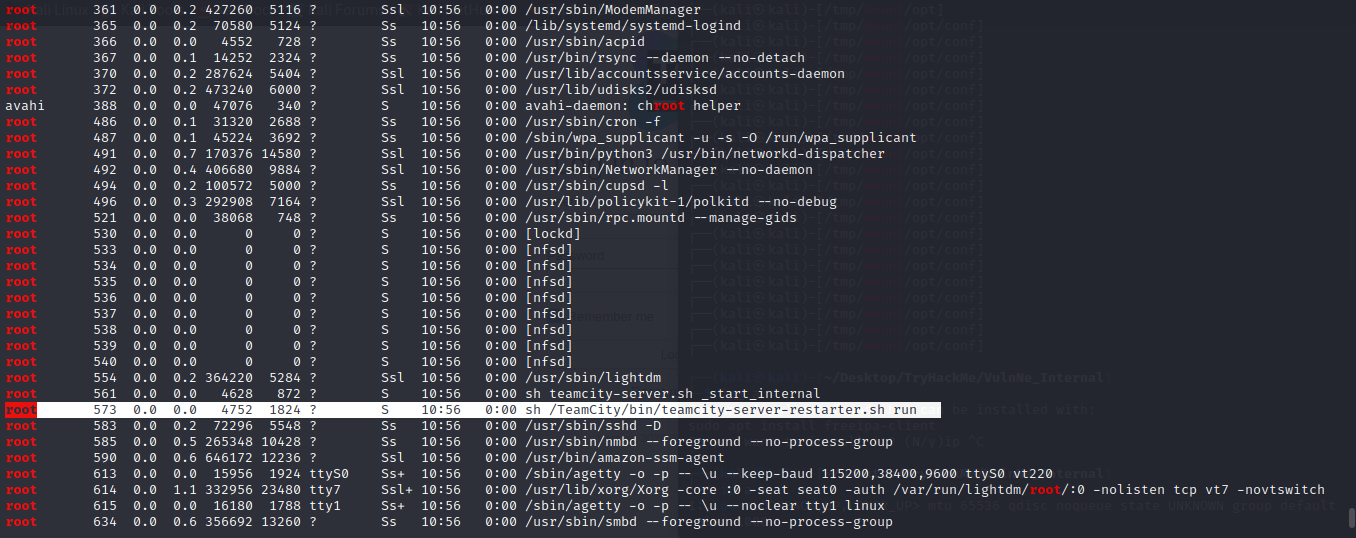 root 361 0.0 0.2 427260 5116 ? Ssl 10:56 0:00 /usr/sbin/ModemManager
root 365 0.0 0.2 70580 5124 ? Ss 10:56 0:00 /lib/systemd/systemd-logind
root 366 0.0 0.0 4552 728 ? Ss 10:56 0:00 /usr/sbin/acpid
root 367 0.0 0.1 14252 2324 ? Ss 10:56 0:00 /usr/bin/rsync --daemon --no-detach
root 370 0.0 0.2 287624 5404 ? Ssl 10:56 0:00 /usr/lib/accountsservice/accounts-daemon
root 372 0.0 0.2 473240 6000 ? Ssl 10:56 0:00 /usr/lib/udisks2/udisksd
avahi 388 0.0 0.0 47076 340 ? S 10:56 0:00 avahi-daemon: chroot helper
root 486 0.0 0.1 31320 2688 ? Ss 10:56 0:00 /usr/sbin/cron -f
root 487 0.0 0.1 45224 3692 ? Ss 10:56 0:00 /sbin/wpa_supplicant -u -s -O /run/wpa_supplicant
root 491 0.0 0.7 170376 14580 ? Ssl 10:56 0:00 /usr/bin/python3 /usr/bin/networkd-dispatcher
root 492 0.0 0.4 406680 9884 ? Ssl 10:56 0:00 /usr/sbin/NetworkManager --no-daemon
root 494 0.0 0.2 100572 5000 ? Ss 10:56 0:00 /usr/sbin/cupsd -l
root 496 0.0 0.3 292908 7164 ? Ssl 10:56 0:00 /usr/lib/policykit-1/polkitd --no-debug
root 521 0.0 0.0 38068 748 ? Ss 10:56 0:00 /usr/sbin/rpc.mountd --manage-gids
root 530 0.0 0.0 0 0 ? S 10:56 0:00 [lockd]
root 533 0.0 0.0 0 0 ? S 10:56 0:00 [nfsd]
root 534 0.0 0.0 0 0 ? S 10:56 0:00 [nfsd]
root 535 0.0 0.0 0 0 ? S 10:56 0:00 [nfsd]
root 536 0.0 0.0 0 0 ? S 10:56 0:00 [nfsd]
root 537 0.0 0.0 0 0 ? S 10:56 0:00 [nfsd]
root 538 0.0 0.0 0 0 ? S 10:56 0:00 [nfsd]
root 539 0.0 0.0 0 0 ? S 10:56 0:00 [nfsd]
root 540 0.0 0.0 0 0 ? S 10:56 0:00 [nfsd]
root 554 0.0 0.2 364220 5284 ? Ssl 10:56 0:00 /usr/sbin/lightdm
root 561 0.0 0.0 4628 872 ? S 10:56 0:00 sh teamcity-server.sh _start_internal
root 573 0.0 0.0 4752 1824 ? S 10:56 0:00 sh /TeamCity/bin/teamcity-server-restarter.sh run
root 583 0.0 0.2 72296 5548 ? Ss 10:56 0:00 /usr/sbin/sshd -D
root 585 0.0 0.5 265348 10428 ? Ss 10:56 0:00 /usr/sbin/nmbd --foreground --no-process-group
root 590 0.0 0.6 646172 12236 ? Ssl 10:56 0:00 /usr/bin/amazon-ssm-agent
root 613 0.0 0.0 15956 1924 ttyS0 Ss+ 10:56 0:00 /sbin/agetty -o -p -- \u --keep-baud 115200,38400,9600 ttyS0 vt220
root 614 0.0 1.1 332956 23480 tty7 Ssl+ 10:56 0:00 /usr/lib/xorg/Xorg -core :0 -seat seat0 -auth /var/run/lightdm/root/:0 -nolisten tcp vt7 -novtswitch
root 615 0.0 0.0 16180 1788 tty1 Ss+ 10:56 0:00 /sbin/agetty -o -p -- \u --noclear tty1 linux
root 634 0.0 0.6 356692 13260 ? Ss 10:56 0:00 /usr/sbin/smbd --foreground --no-process-group